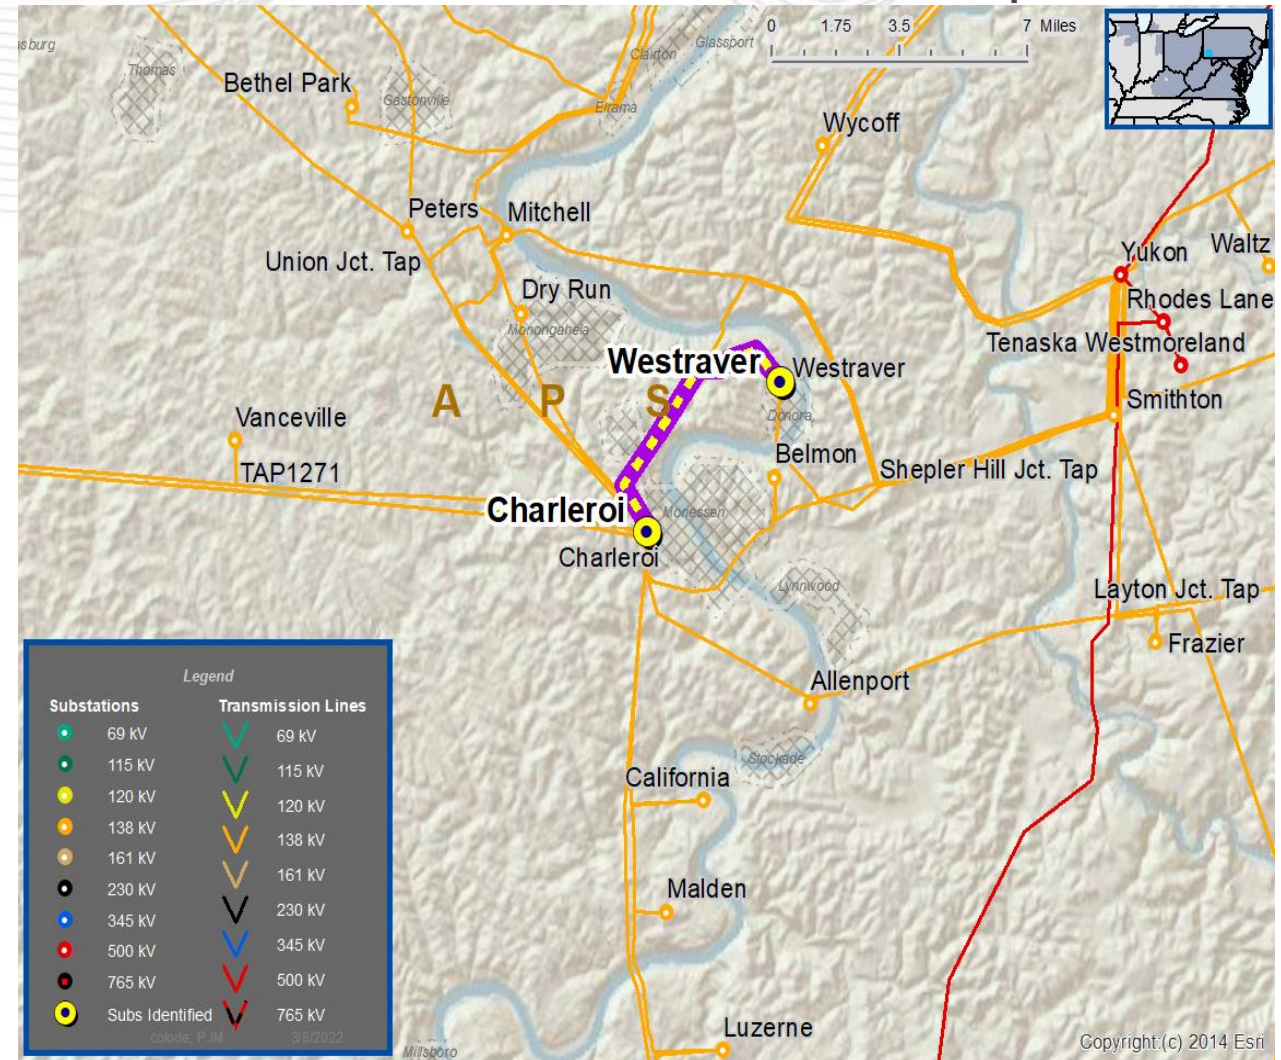 sburg
Thomas
Bethel Park
Gastonville
Clairton
Glassport
Elrama
0 1.75 3.5 7 Miles
Wycoff
Peters
Mitchell
Union Jct. Tap
Dry Run
Monongahela
Yukon
Waltz
Rhodes Lane
Tenaska Westmoreland
Westraver
Westraver
Donora
A P S
Smithton
Vanceville
TAP1271
Belmon
Shepler Hill Jct. Tap
Charleroi
Monessen
Charleroi
Lynnwood
Layton Jct. Tap
Frazier
Allenport
Stockade
California
Malden
Luzerne
Millsboro
Legend
Substations Transmission Lines
69 kV 69 kV
115 kV 115 kV
120 kV 120 kV
138 kV 138 kV
161 kV 161 kV
230 kV 230 kV
345 kV 345 kV
500 kV 500 kV
765 kV 765 kV
Subs Identified
colode: PJM 3/8/2022
Copyright:(c) 2014 Esri